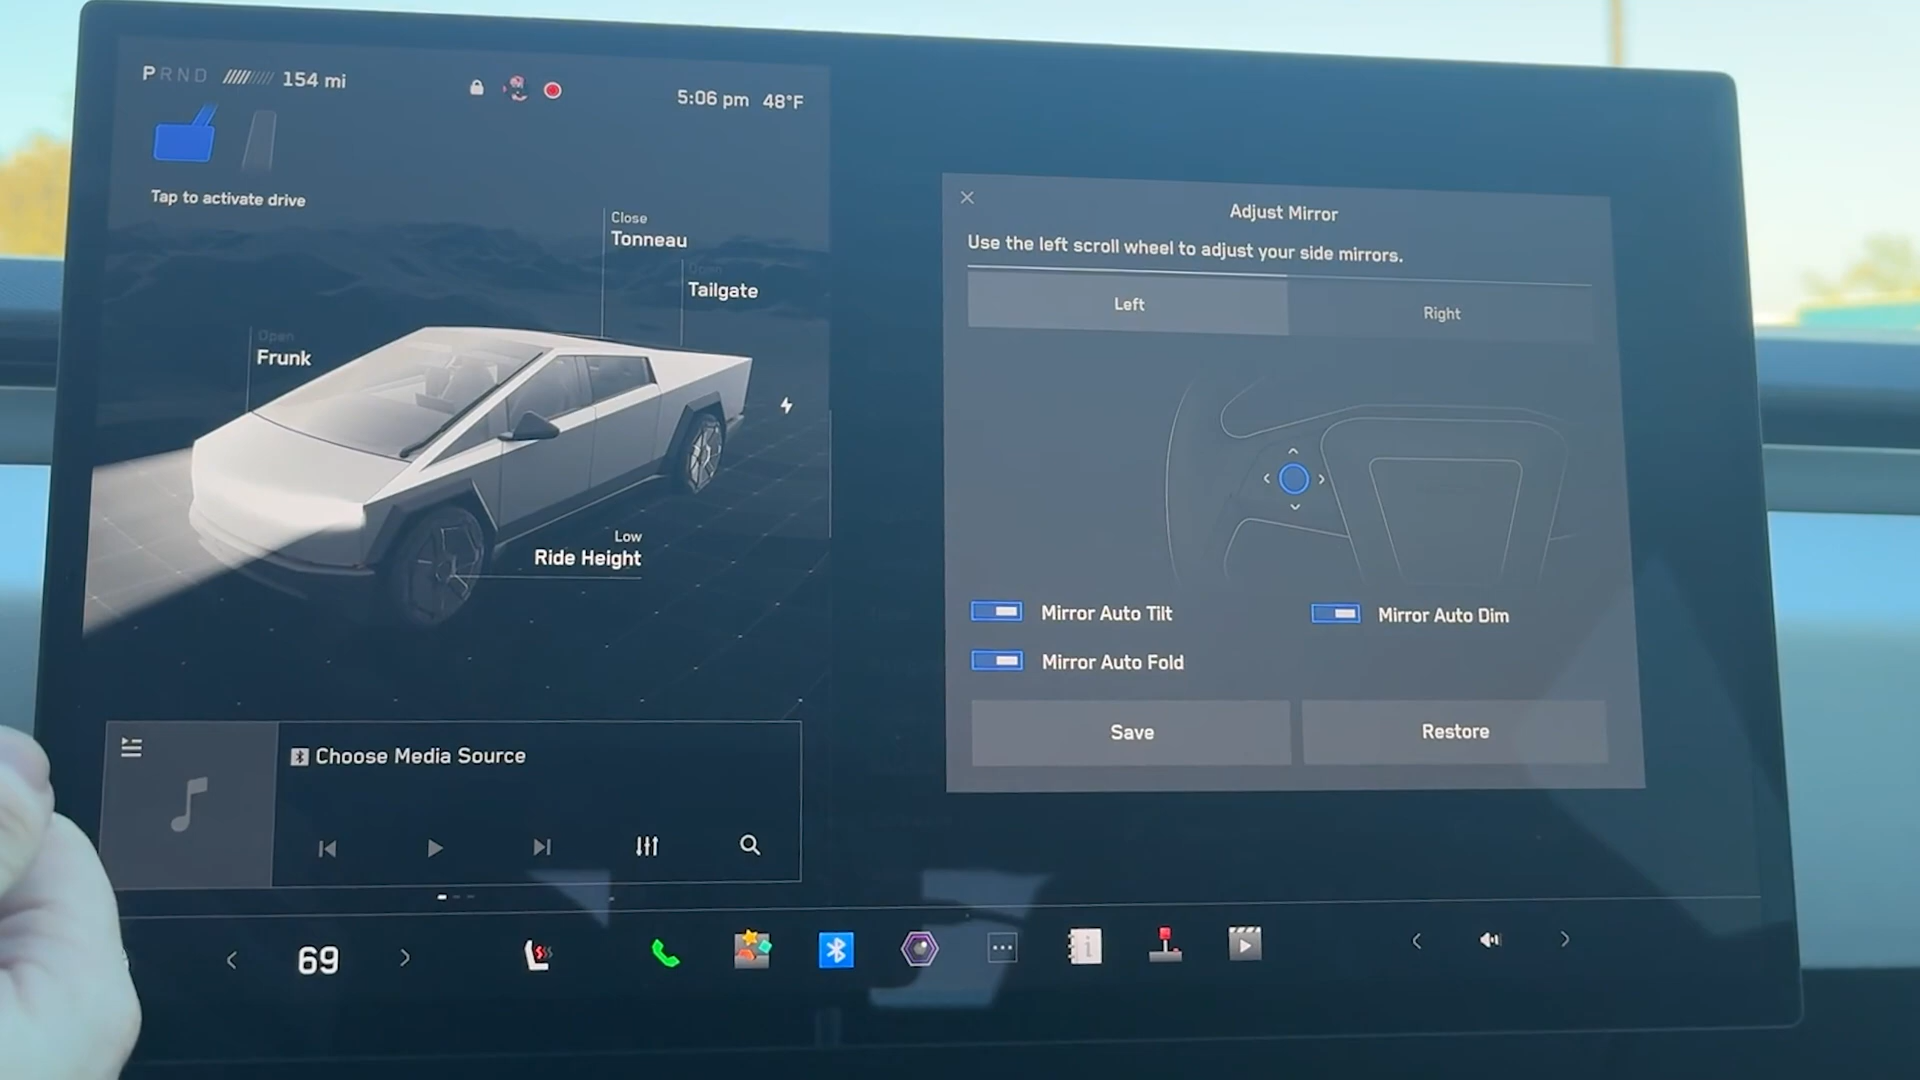 PRND 154 mi
5:06 pm 48°F
Tap to activate drive
Close
Tonneau
Open
Tailgate
Open
Frunk
Low
Ride Height
Choose Media Source
69
Adjust Mirror
Use the left scroll wheel to adjust your side mirrors.
Left Right
Mirror Auto Tilt
Mirror Auto Dim
Mirror Auto Fold
Save
Restore